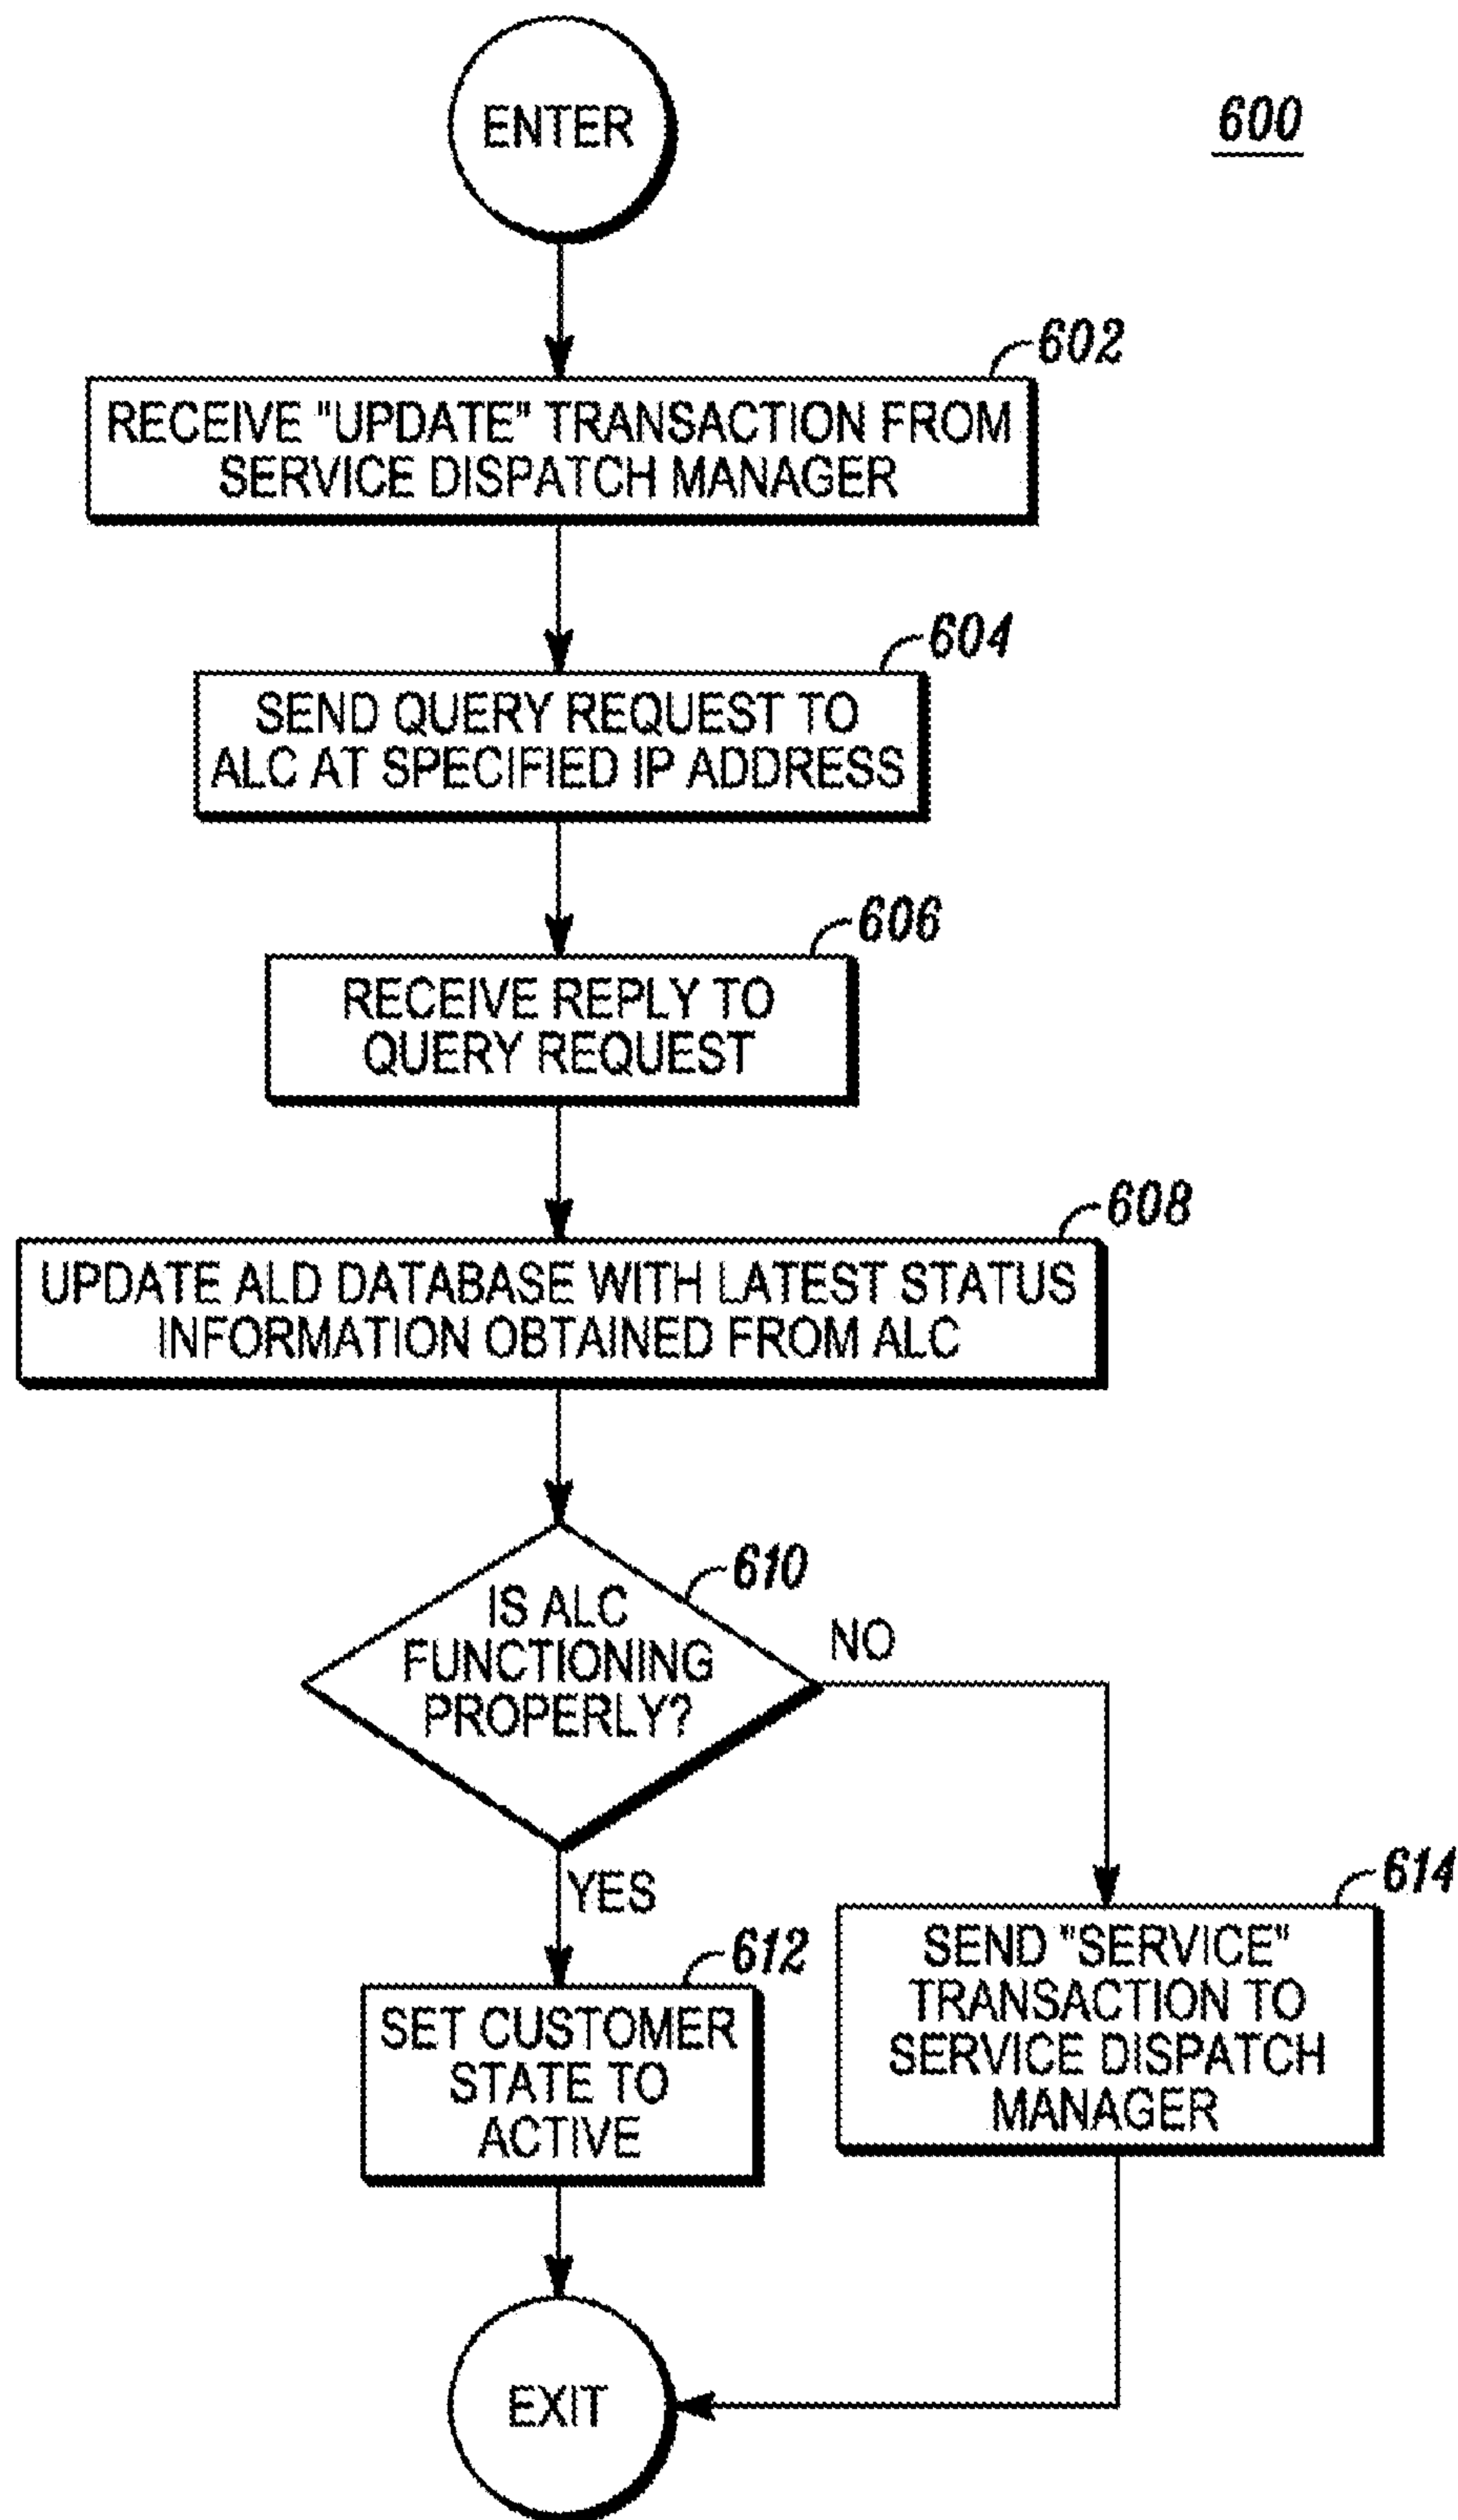 ENTER
600
602
RECEIVE "UPDATE" TRANSACTION FROM
SERVICE DISPATCH MANAGER
604
SEND QUERY REQUEST TO
ALC AT SPECIFIED IP ADDRESS
606
RECEIVE REPLY TO
QUERY REQUEST
608
UPDATE ALD DATABASE WITH LATEST STATUS
INFORMATION OBTAINED FROM ALC
610
IS ALC
FUNCTIONING
PROPERLY?
NO
YES
612
SET CUSTOMER
STATE TO
ACTIVE
614
SEND "SERVICE"
TRANSACTION TO
SERVICE DISPATCH
MANAGER
EXIT